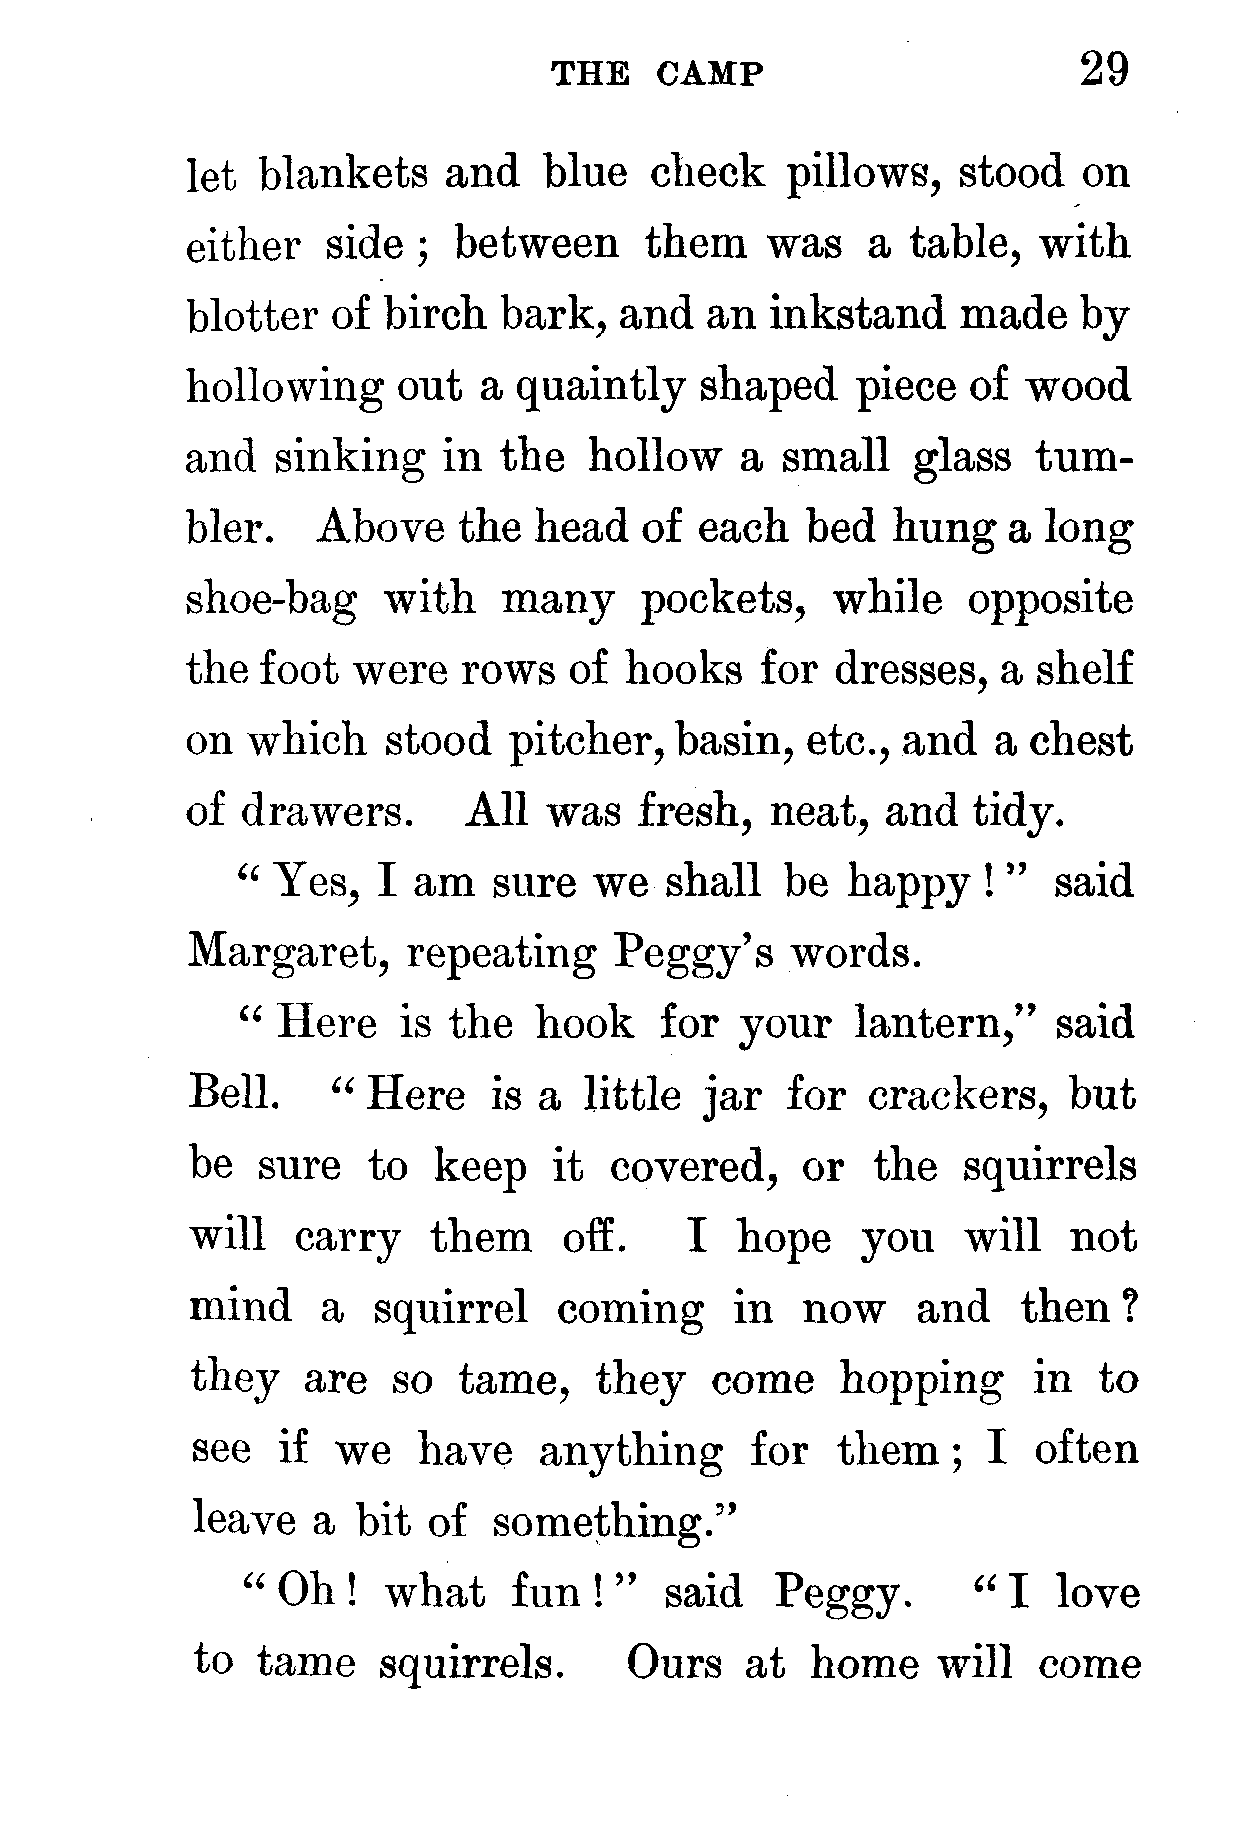 THE CAMP 29
let blankets and blue check pillows, stood on
either side ; between them was a table, with
blotter of birch bark, and an inkstand made by
hollowing out a quaintly shaped piece of wood
and sinking in the hollow a small glass tum-
bler. Above the head of each bed hung a long
shoe-bag with many pockets, while opposite
the foot were rows of hooks for dresses, a shelf
on which stood pitcher, basin, etc., and a chest
of drawers. All was fresh, neat, and tidy.
“ Yes, I am sure we shall be happy ! ” said
Margaret, repeating Peggy’s words.
“ Here is the hook for your lantern,” said
Bell. “ Here is a little jar for crackers, but
be sure to keep it covered, or the squirrels
will carry them off. I hope you will not
mind a squirrel coming in now and then ?
they are so tame, they come hopping in to
see if we have anything for them ; I often
leave a bit of something.”
“ Oh ! what fun ! ” said Peggy. “ I love
to tame squirrels. Ours at home will come